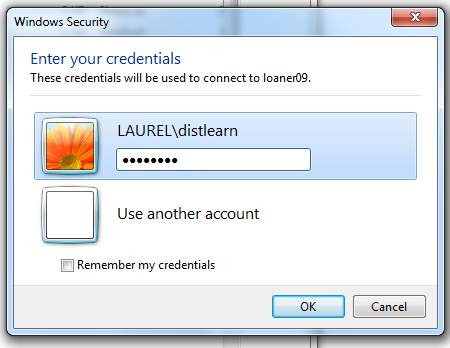 Windows Security
Enter your credentials
These credentials will be used to connect to loaner09.
LAUREL\distlearn
••••••••
Use another account
Remember my credentials
OK
Cancel